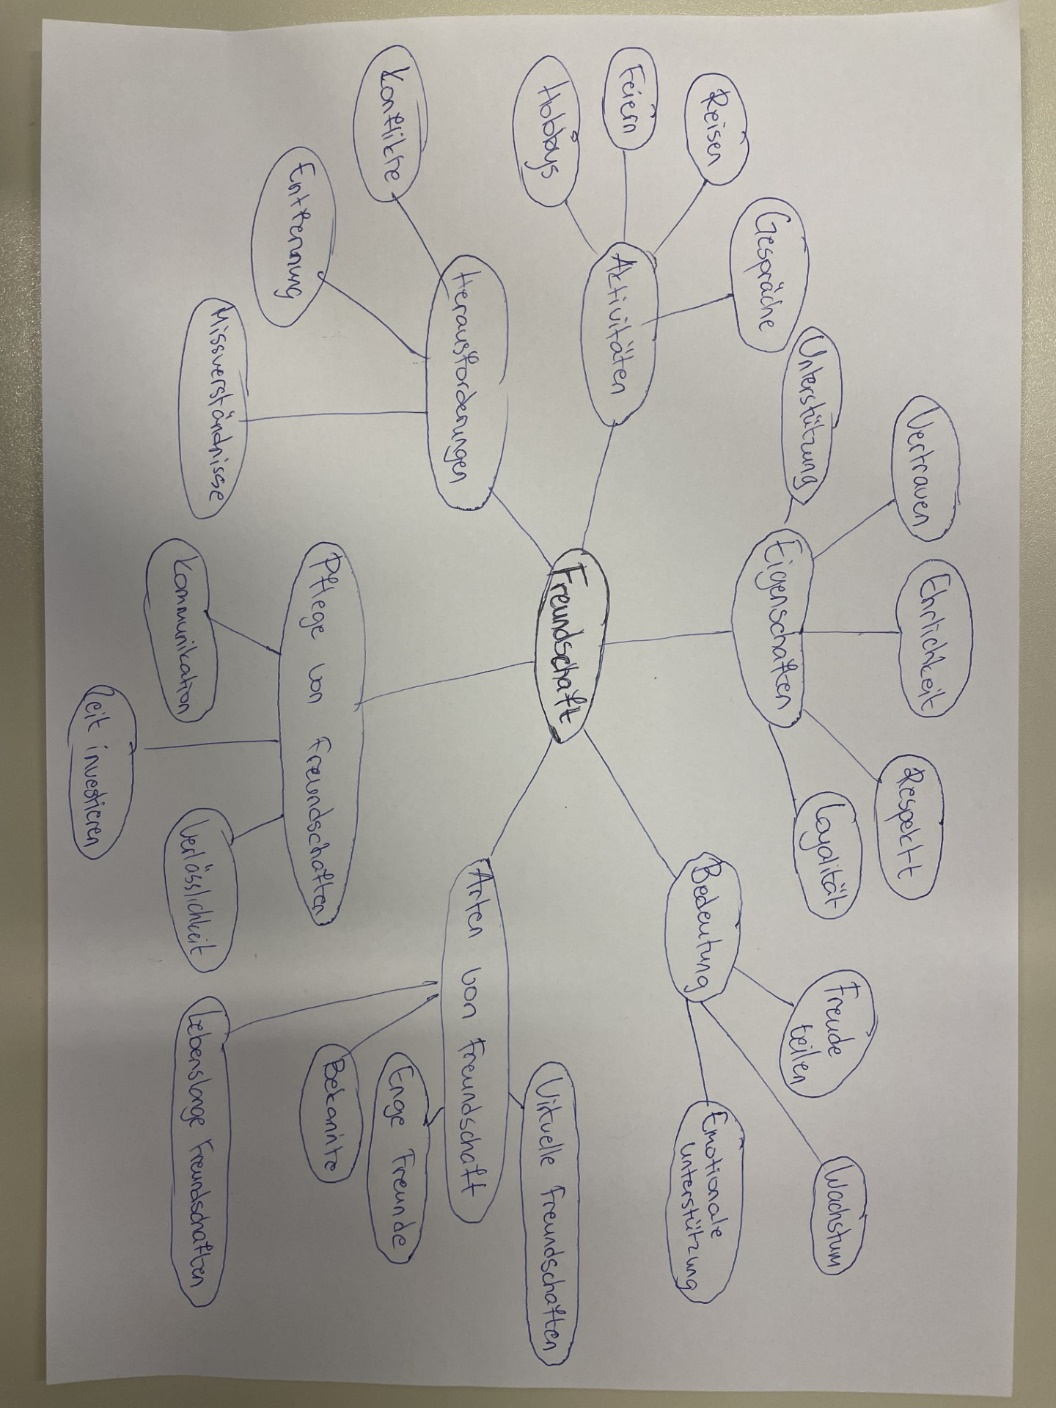 Freundschaft
Eigenschaften
Unterstützung
Vertrauen
Ehrlichkeit
Respektt
Loyalität
Bedeutung
Freude
teilen
Wachstum
Emotionale
unterstützung
Arten von Freundschaft
Virtuelle Freundschaften
Enge Freunde
Bekannte
Lebenslange Freundschaften
Pflege von Freundschaften
Verlässlichkeit
Zeit investieren
Kommunikation
Herausforderungen
Missverständnisse
Entfernung
Konflikte
Aktivitäten
Hobbys
Feiern
Reisen
Gespräche